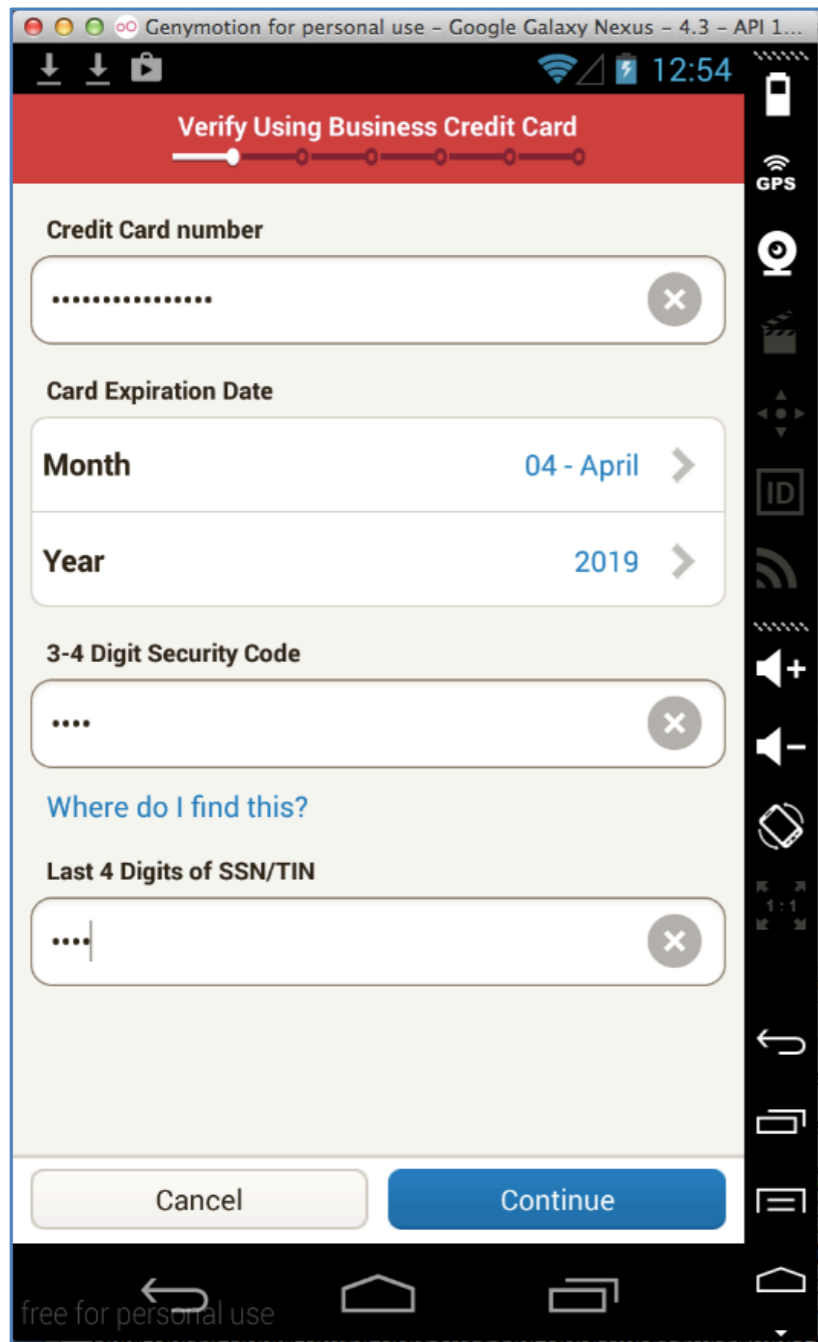 Genymotion for personal use – Google Galaxy Nexus – 4.3 – API 1...
12:54
Verify Using Business Credit Card
GPS
Credit Card number
••••••••••••••••
Card Expiration Date
Month 04 - April
ID
Year 2019
3-4 Digit Security Code
••••
Where do I find this?
Last 4 Digits of SSN/TIN
1:1
••••
Cancel Continue
free for personal use